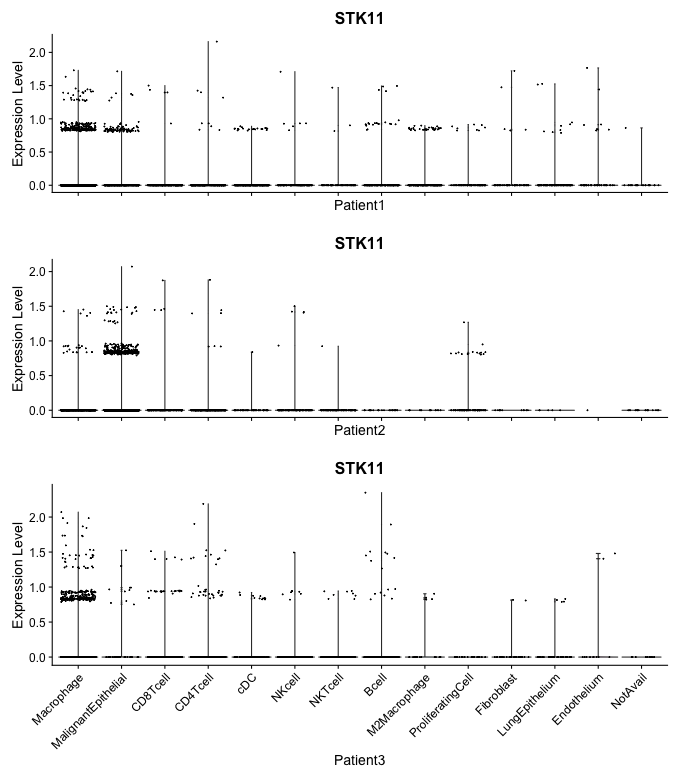 STK11
Expression Level
2.0
1.5
1.0
0.5
0.0
Patient1
STK11
Expression Level
2.0
1.5
1.0
0.5
0.0
Patient2
STK11
Expression Level
2.0
1.5
1.0
0.5
0.0
Macrophage
MalignantEpithelial
CD8Tcell
CD4Tcell
cDC
NKcell
NKTcell
Bcell
M2Macrophage
ProliferatingCell
Fibroblast
LungEpithelium
Endothelium
NotAvail
Patient3